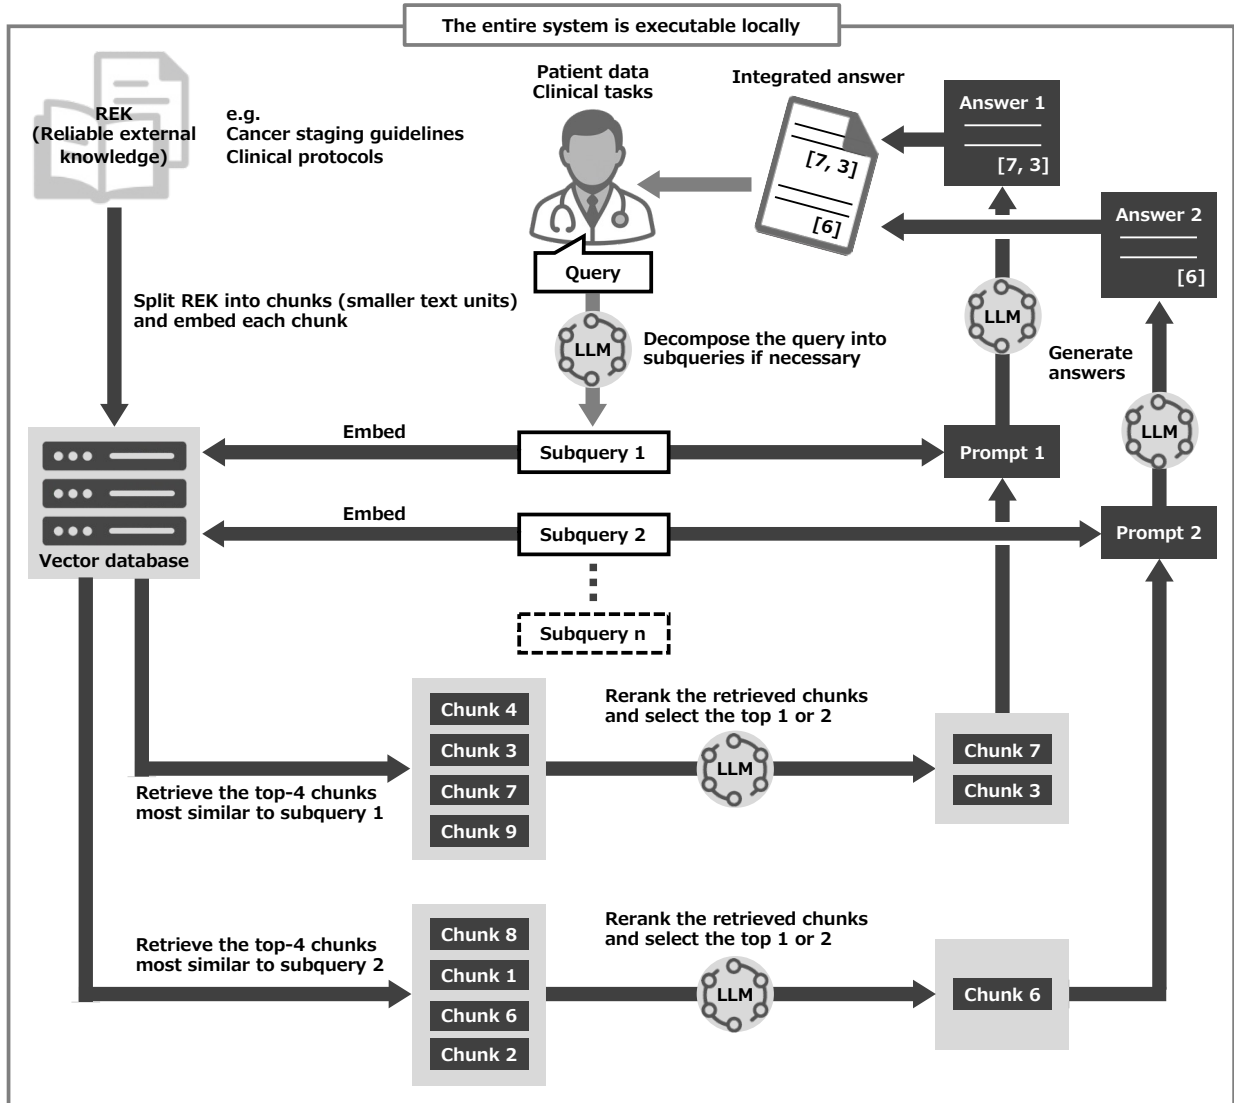 The entire system is executable locally
REK
(Reliable external
knowledge)
e.g.
Cancer staging guidelines
Clinical protocols
Patient data
Clinical tasks
Integrated answer
[7, 3]
[6]
Answer 1
[7, 3]
Answer 2
[6]
Query
Split REK into chunks (smaller text units)
and embed each chunk
LLM
Decompose the query into
subqueries if necessary
LLM
Generate
answers
LLM
Embed
Subquery 1
Prompt 1
Embed
Subquery 2
Prompt 2
Vector database
Subquery n
Chunk 4
Chunk 3
Chunk 7
Chunk 9
Rerank the retrieved chunks
and select the top 1 or 2
LLM
Chunk 7
Chunk 3
Retrieve the top-4 chunks
most similar to subquery 1
Retrieve the top-4 chunks
most similar to subquery 2
Chunk 8
Chunk 1
Chunk 6
Chunk 2
Rerank the retrieved chunks
and select the top 1 or 2
LLM
Chunk 6